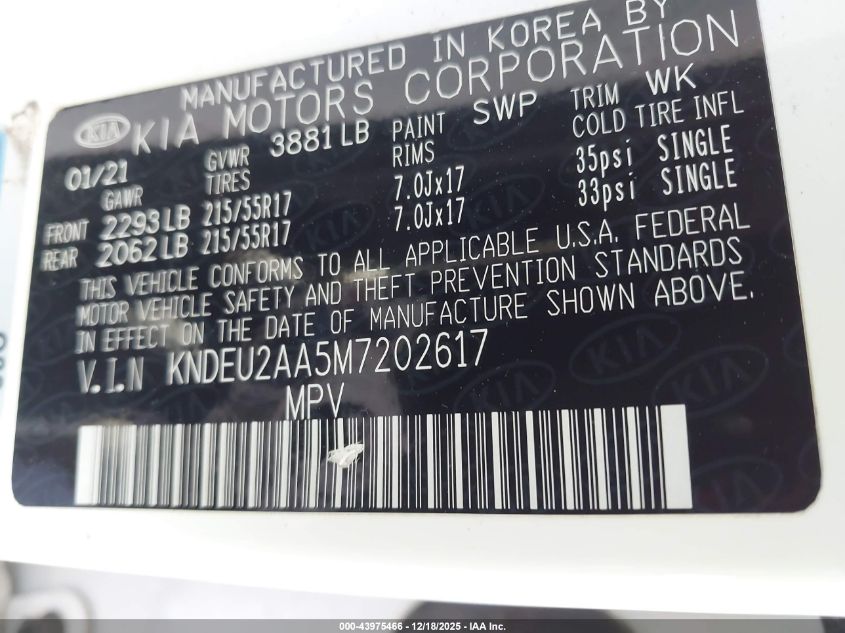 MANUFACTURED IN KOREA BY
KIA KIA MOTORS CORPORATION
01/21 GVWR 3881 LB PAINT SWP TRIM WK
GAWR TIRES RIMS COLD TIRE INFL
FRONT 2293 LB 215/55R17 7.0Jx17 35psi SINGLE
REAR 2062 LB 215/55R17 7.0Jx17 33psi SINGLE
THIS VEHICLE CONFORMS TO ALL APPLICABLE U.S.A. FEDERAL
MOTOR VEHICLE SAFETY AND THEFT PREVENTION STANDARDS
IN EFFECT ON THE DATE OF MANUFACTURE SHOWN ABOVE.
V.I.N KNDEU2AA5M7202617
MPV
000-43975466 - 12/18/2025 - IAA Inc.